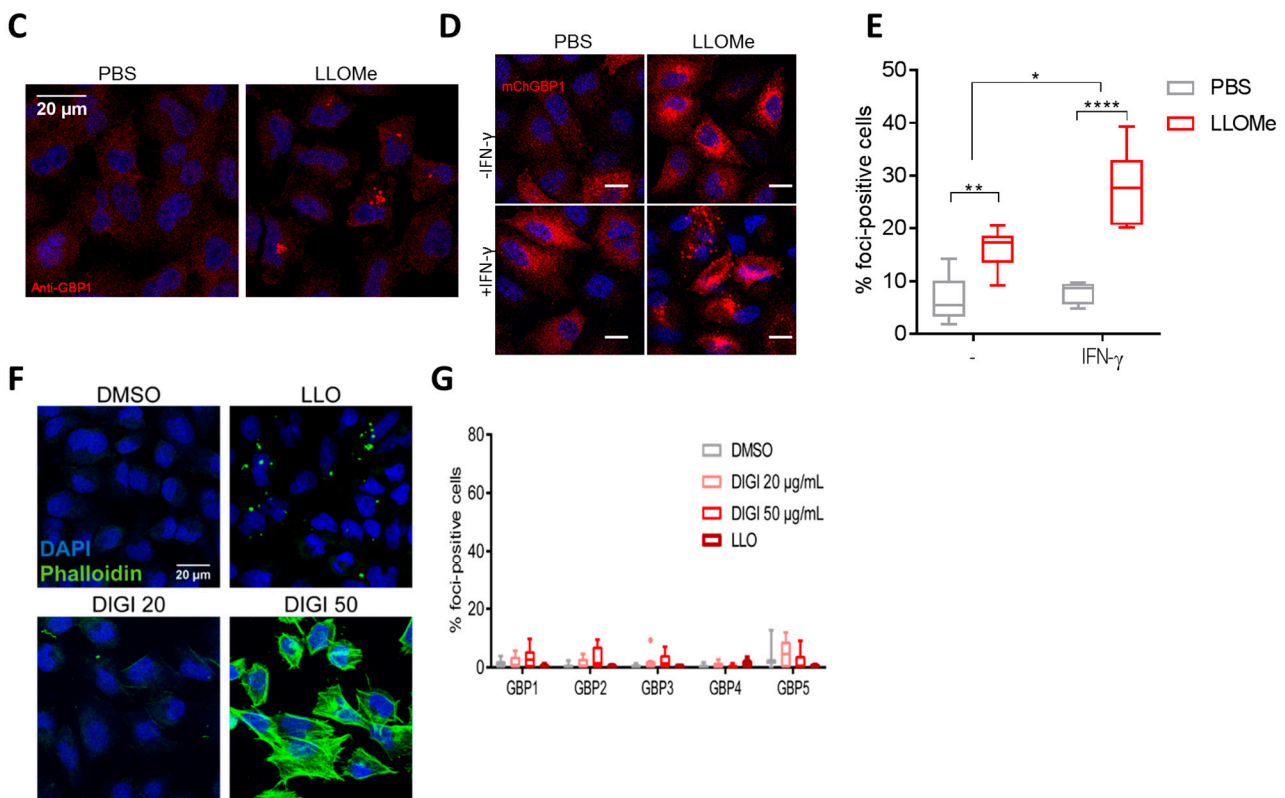 C
PBS
LLOMe
20 μm
Anti-GBP1
D
PBS
LLOMe
mChGBP1
-IFN-γ
+IFN-γ
E
% foci-positive cells
50
40
30
20
10
0
*
****
**
PBS
LLOMe
-
IFN-γ
F
DMSO
LLO
DAPI
Phalloidin
20 μm
DIGI 20
DIGI 50
G
% foci-positive cells
80
60
40
20
0
DMSO
DIGI 20 μg/mL
DIGI 50 μg/mL
LLO
GBP1 GBP2 GBP3 GBP4 GBP5